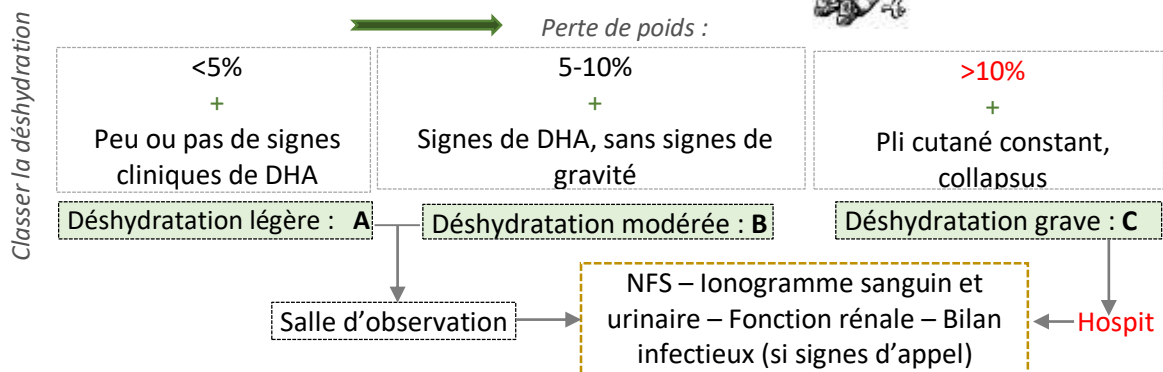 Classer la déshydration
Perte de poids :
<5%
+
Peu ou pas de signes
cliniques de DHA
Déshydratation légère : A
5-10%
+
Signes de DHA, sans signes de
gravité
Déshydratation modérée : B
>10%
+
Pli cutané constant,
collapsus
Déshydratation grave : C
Salle d'observation
NFS – Ionogramme sanguin et
urinaire – Fonction rénale – Bilan
infectieux (si signes d'appel)
Hospit